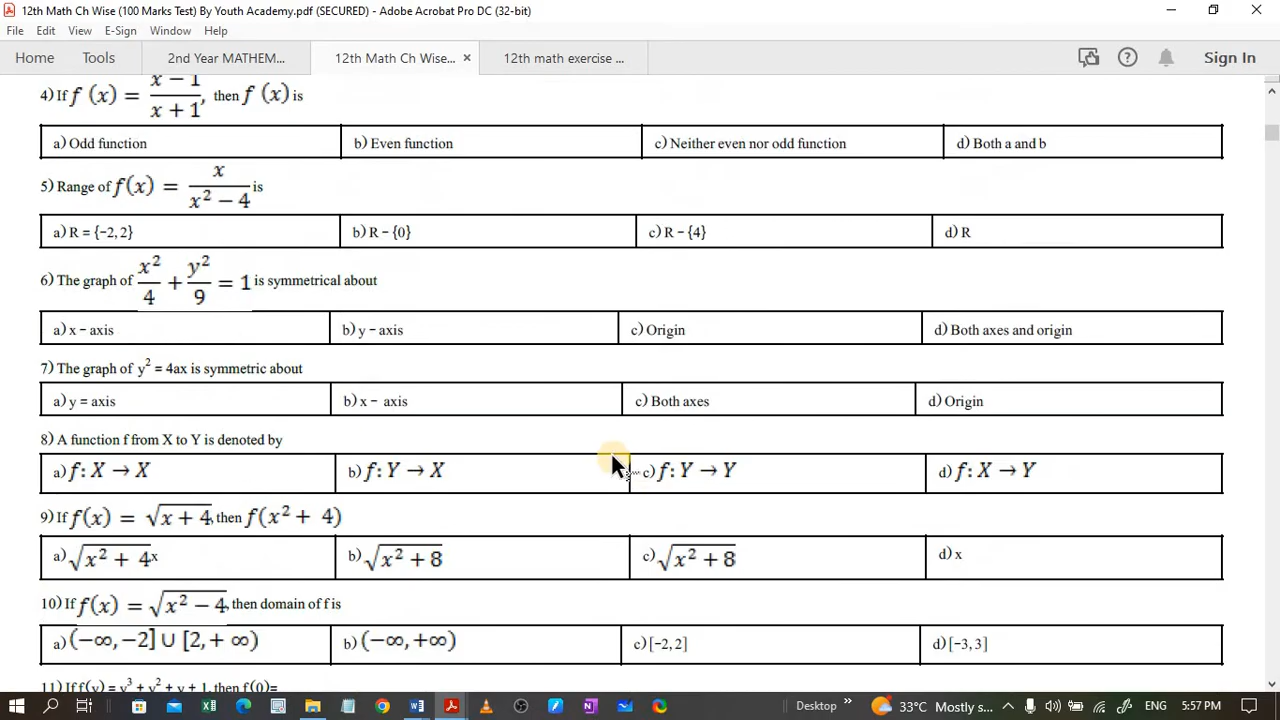 12th Math Ch Wise (100 Marks Test) By Youth Academy.pdf (SECURED) - Adobe Acrobat Pro DC (32-bit)
File Edit View E-Sign Window Help
Home Tools 2nd Year MATHEM... 12th Math Ch Wise... × 12th math exercise ... Sign In
4) If f (x) = (x − 1)/(x + 1), then f (x) is
a) Odd function b) Even function c) Neither even nor odd function d) Both a and b
5) Range of f(x) = x/(x² − 4) is
a) R = {-2, 2} b) R − {0} c) R − {4} d) R
6) The graph of x²/4 + y²/9 = 1 is symmetrical about
a) x − axis b) y − axis c) Origin d) Both axes and origin
7) The graph of y² = 4ax is symmetric about
a) y = axis b) x − axis c) Both axes d) Origin
8) A function f from X to Y is denoted by
a) f: X → X b) f: Y → X c) f: Y → Y d) f: X → Y
9) If f(x) = √(x + 4), then f(x² + 4)
a) √(x² + 4)x b) √(x² + 8) c) √(x² + 8) d) x
10) If f(x) = √(x² − 4), then domain of f is
a) (−∞, −2] ∪ [2, + ∞) b) (−∞, +∞) c) [−2, 2] d) [−3, 3]
11) If f(y) = y³ + y² + y + 1, then f(0)=
Desktop » 33°C Mostly s... ENG 5:57 PM